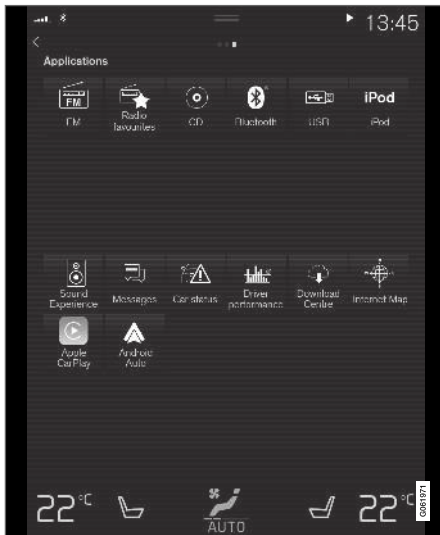 13:45
Applications
FM
FM
Radio
favourites
CD
Bluetooth
USB
iPod
iPod
Sound
Experience
Messages
Car status
Driver
performance
Download
Centre
Internet Map
Apple
CarPlay
Android
Auto
22°C
AUTO
22°C
G061971